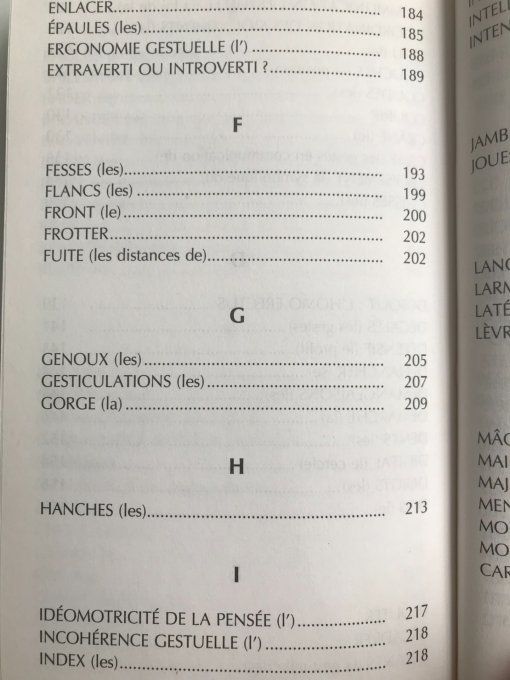 ENLACER 184
ÉPAULES (les) 185
ERGONOMIE GESTUELLE (l') 188
EXTRAVERTI OU INTROVERTI ? 189
F
FESSES (les) 193
FLANCS (les) 199
FRONT (le) 200
FROTTER 202
FUITE (les distances de) 202
G
GENOUX (les) 205
GESTICULATIONS (les) 207
GORGE (la) 209
H
HANCHES (les) 213
I
IDÉOMOTRICITÉ DE LA PENSÉE (l') 217
INCOHÉRENCE GESTUELLE (l') 218
INDEX (les) 218
INTEL
INTEN
JAMB
JOUE
LANG
LARM
LATÉ
LÈVR
MÂC
MAI
MAJ
MEN
MO
MO
CAR